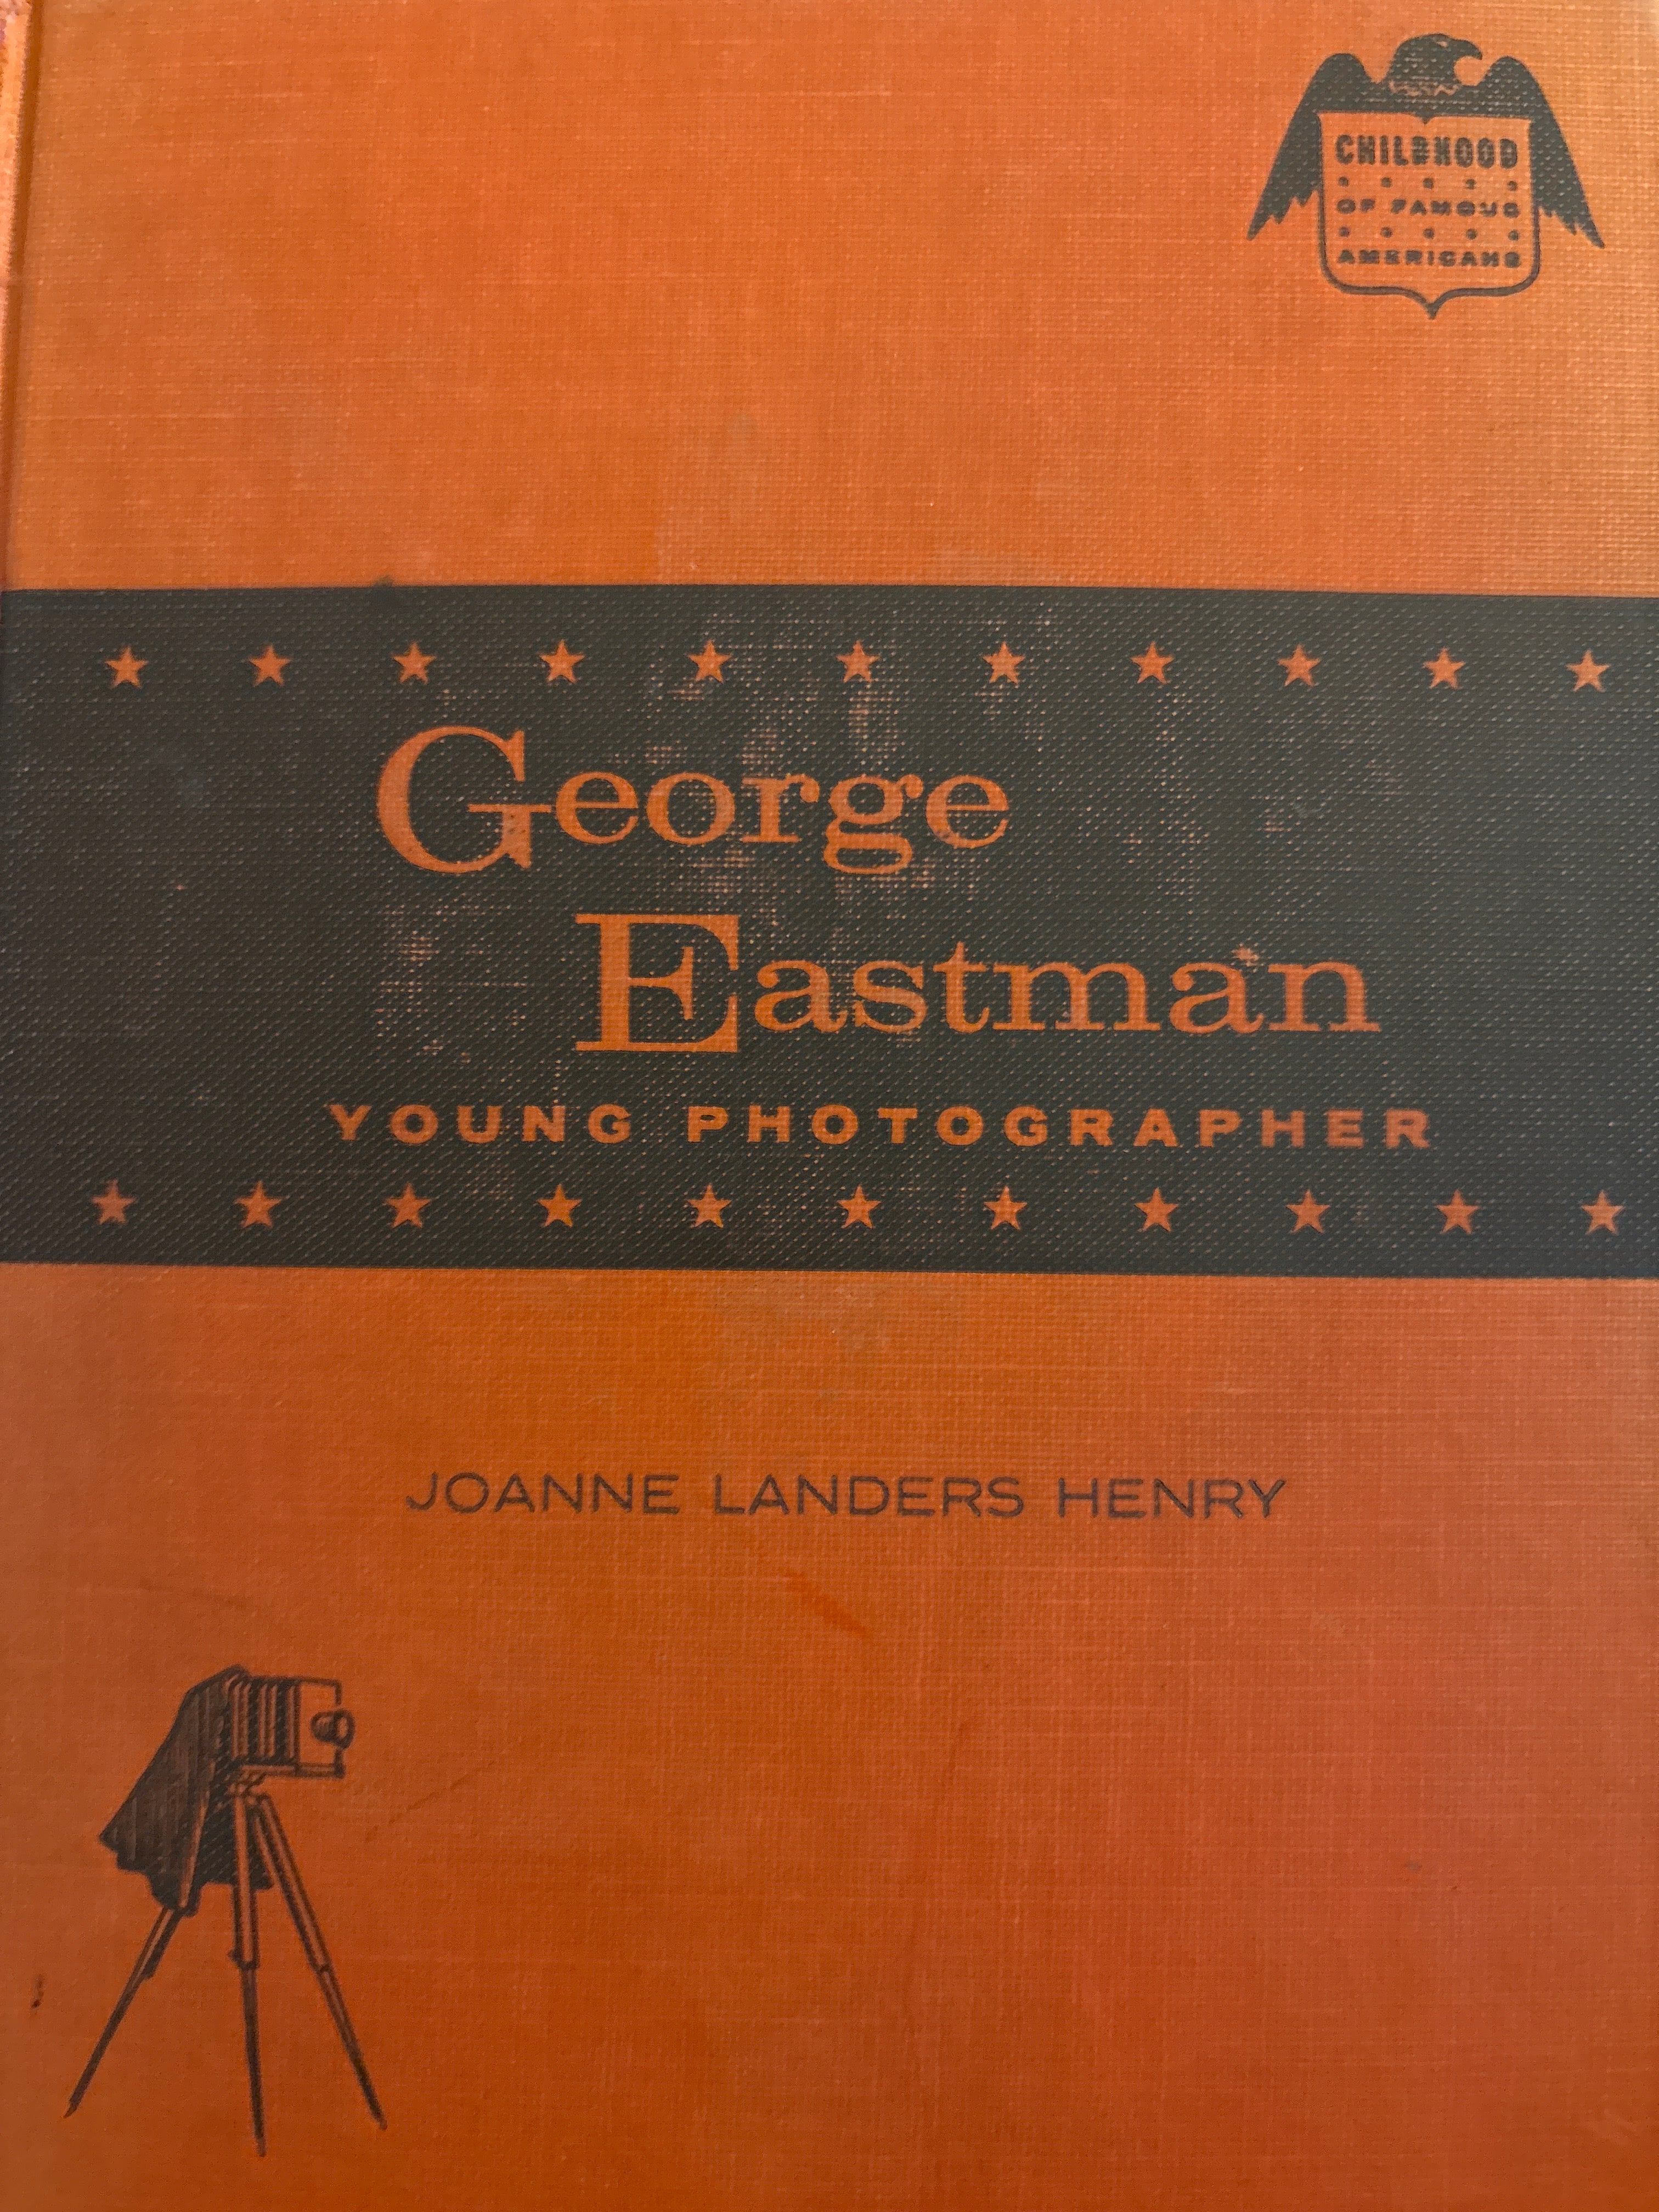 CHILDHOOD
OF FAMOUS
AMERICANS
George
Eastman
YOUNG PHOTOGRAPHER
JOANNE LANDERS HENRY